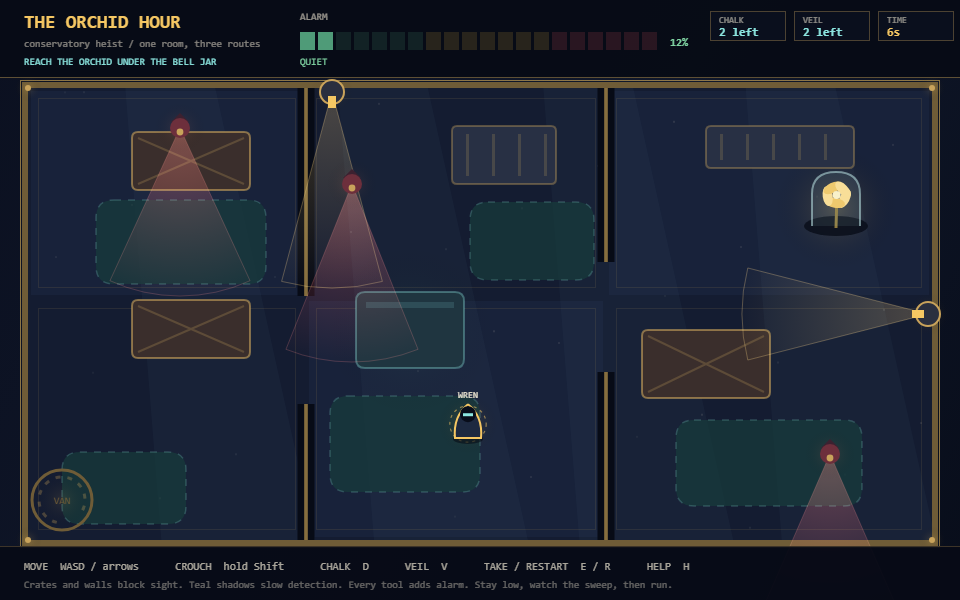 THE ORCHID HOUR
conservatory heist / one room, three routes
REACH THE ORCHID UNDER THE BELL JAR
ALARM
12%
QUIET
CHALK
2 left
VEIL
2 left
TIME
6s
WREN
VAN
MOVE WASD / arrows CROUCH hold Shift CHALK D VEIL V TAKE / RESTART E / R HELP H
Crates and walls block sight. Teal shadows slow detection. Every tool adds alarm. Stay low, watch the sweep, then run.